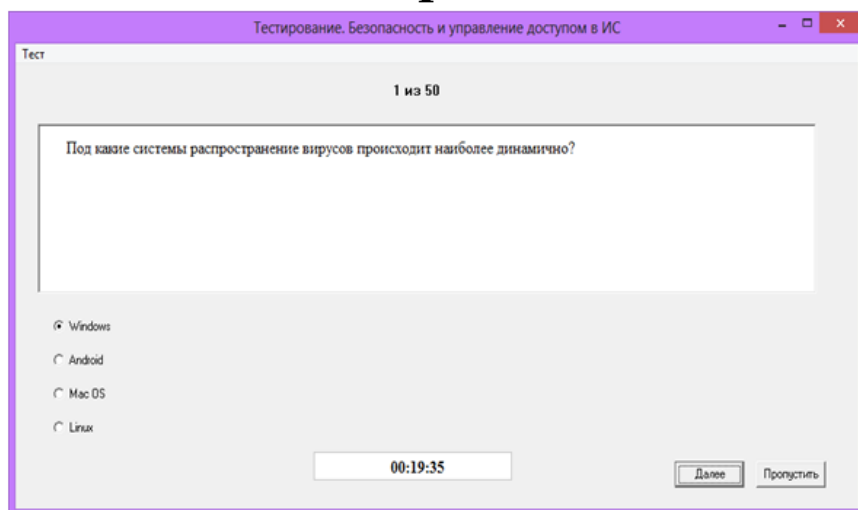 Тестирование. Безопасность и управление доступом в ИС
Тест
1 из 50
Под какие системы распространение вирусов происходит наиболее динамично?
Windows
Android
Mac OS
Linux
00:19:35
Далее Пропустить